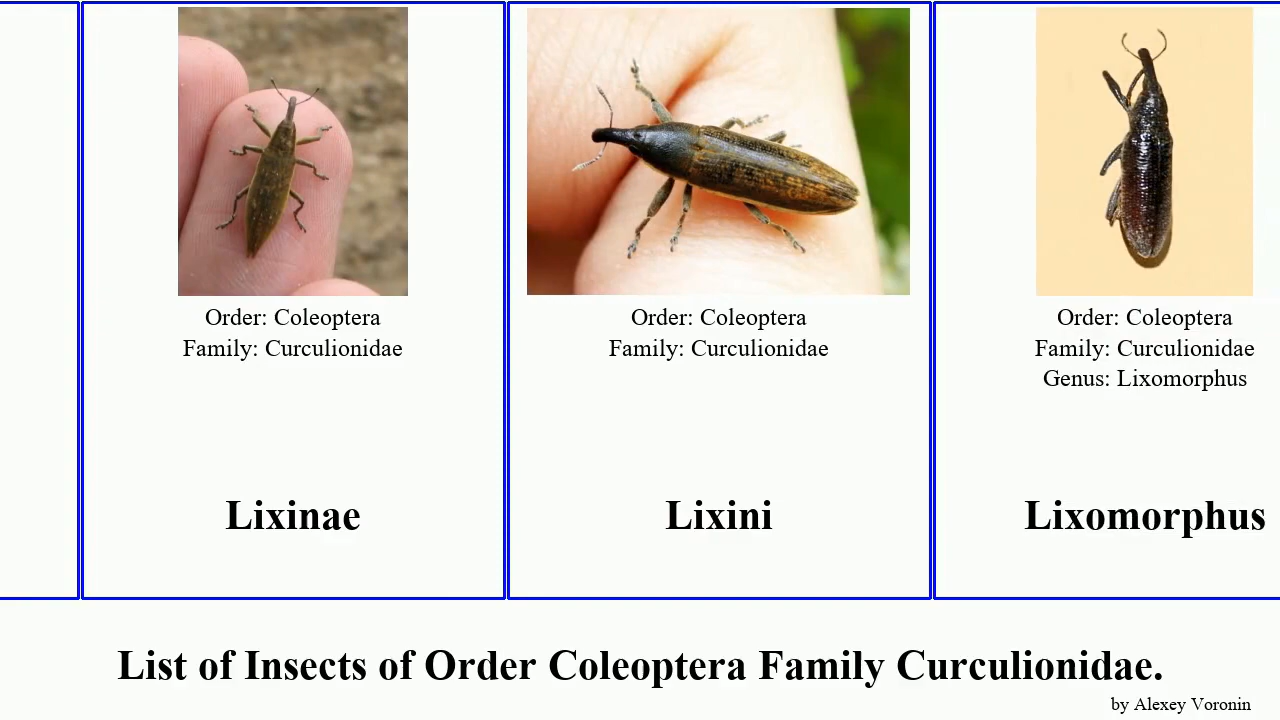 Order: Coleoptera
Family: Curculionidae
Lixinae
Order: Coleoptera
Family: Curculionidae
Lixini
Order: Coleoptera
Family: Curculionidae
Genus: Lixomorphus
Lixomorphus
List of Insects of Order Coleoptera Family Curculionidae.
by Alexey Voronin